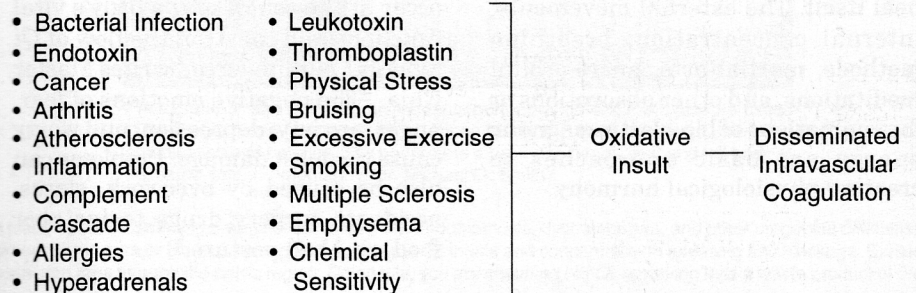 • Bacterial Infection
• Endotoxin
• Cancer
• Arthritis
• Atherosclerosis
• Inflammation
• Complement
Cascade
• Allergies
• Hyperadrenals
• Leukotoxin
• Thromboplastin
• Physical Stress
• Bruising
• Excessive Exercise
• Smoking
• Multiple Sclerosis
• Emphysema
• Chemical
Sensitivity
Oxidative
Insult
Disseminated
Intravascular
Coagulation